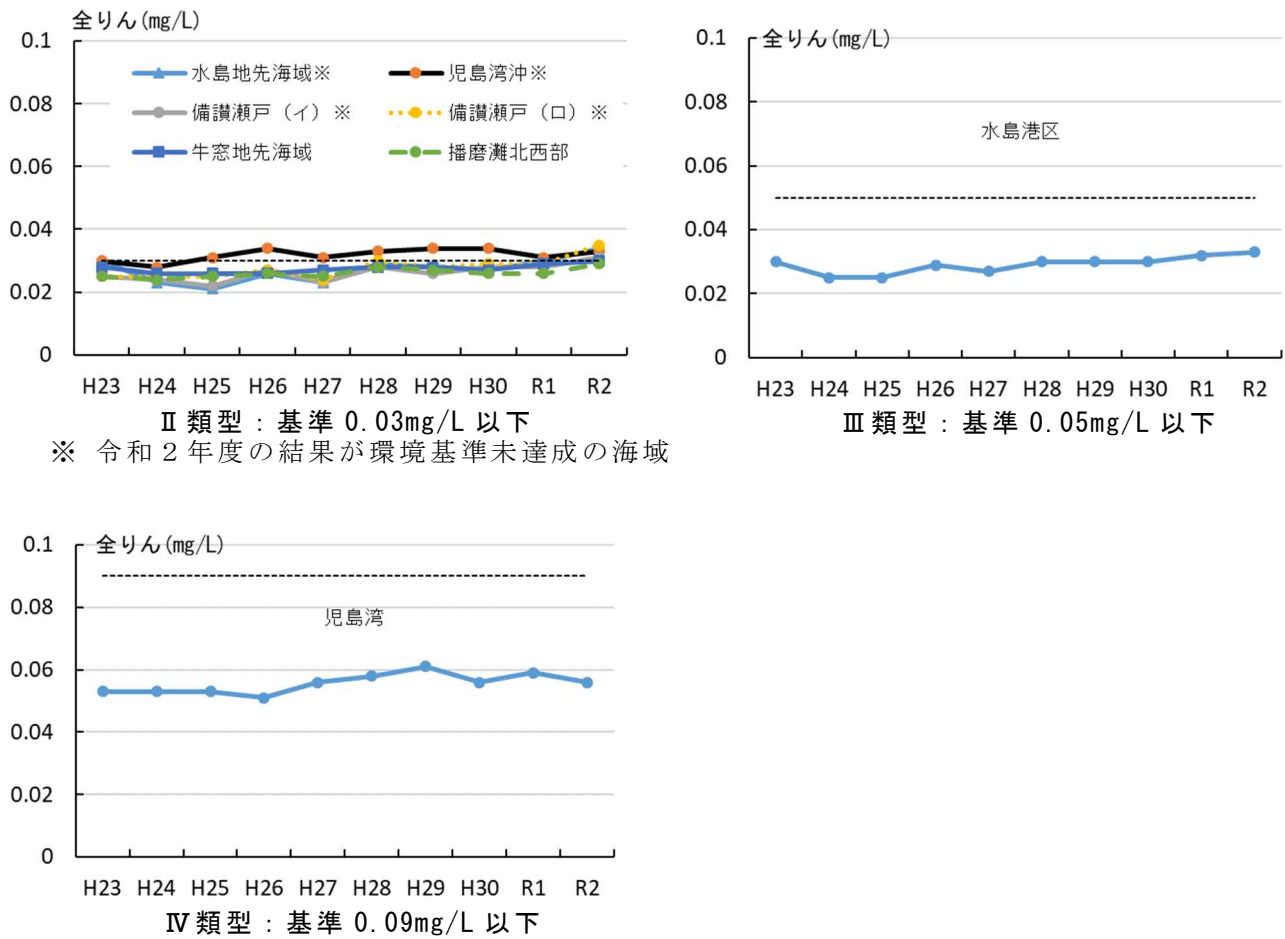 全りん(mg/L)
0.1
0.08
0.06
0.04
0.02
0
水島地先海域※ 児島湾沖※
備讃瀬戸（イ）※ 備讃瀬戸（ロ）※
牛窓地先海域 播磨灘北西部
H23 H24 H25 H26 H27 H28 H29 H30 R1 R2
Ⅱ類型：基準 0.03mg/L 以下
※ 令和２年度の結果が環境基準未達成の海域
全りん(mg/L)
0.1
0.08
0.06
0.04
0.02
0
水島港区
H23 H24 H25 H26 H27 H28 H29 H30 R1 R2
Ⅲ類型：基準 0.05mg/L 以下
全りん(mg/L)
0.1
0.08
0.06
0.04
0.02
0
児島湾
H23 H24 H25 H26 H27 H28 H29 H30 R1 R2
Ⅳ類型：基準 0.09mg/L 以下